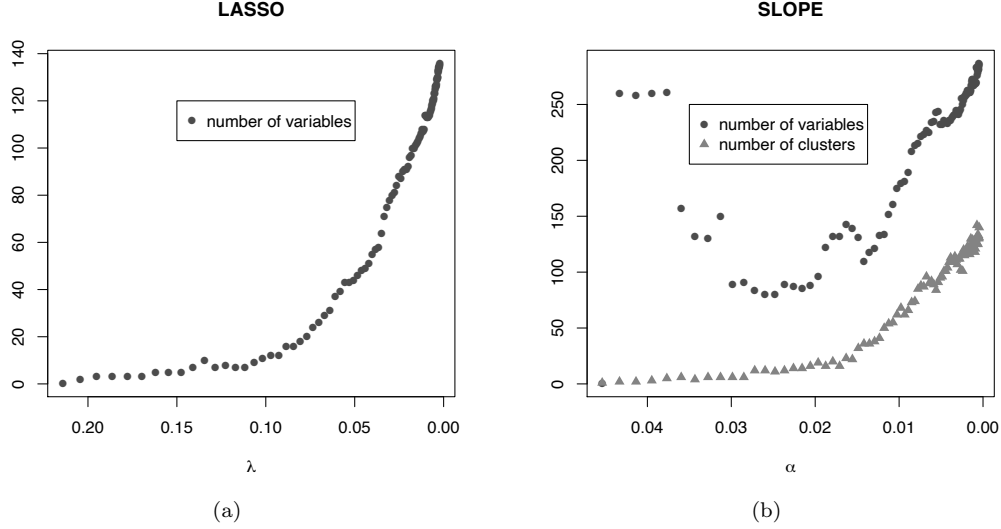 LASSO
number of variables
0
20
40
60
80
100
120
140
0.20
0.15
0.10
0.05
0.00
λ
(a)
SLOPE
number of variables
number of clusters
0
50
100
150
200
250
0.04
0.03
0.02
0.01
0.00
α
(b)